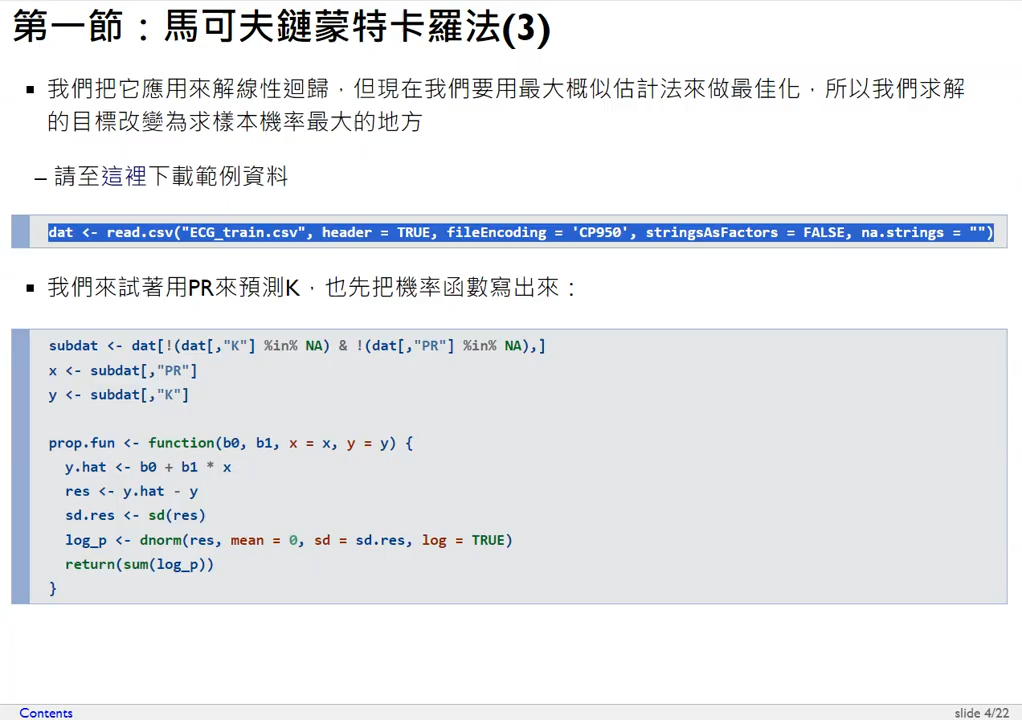 第一節：馬可夫鏈蒙特卡羅法(3)
▪ 我們把它應用來解線性迴歸，但現在我們要用最大概似估計法來做最佳化，所以我們求解
的目標改變為求樣本機率最大的地方
– 請至這裡下載範例資料
dat <- read.csv("ECG_train.csv", header = TRUE, fileEncoding = 'CP950', stringsAsFactors = FALSE, na.strings = "")
▪ 我們來試著用PR來預測K，也先把機率函數寫出來：
subdat <- dat[!(dat[,"K"] %in% NA) & !(dat[,"PR"] %in% NA),]
x <- subdat[,"PR"]
y <- subdat[,"K"]
prop.fun <- function(b0, b1, x = x, y = y) {
  y.hat <- b0 + b1 * x
  res <- y.hat - y
  sd.res <- sd(res)
  log_p <- dnorm(res, mean = 0, sd = sd.res, log = TRUE)
  return(sum(log_p))
}
Contents
slide 4/22